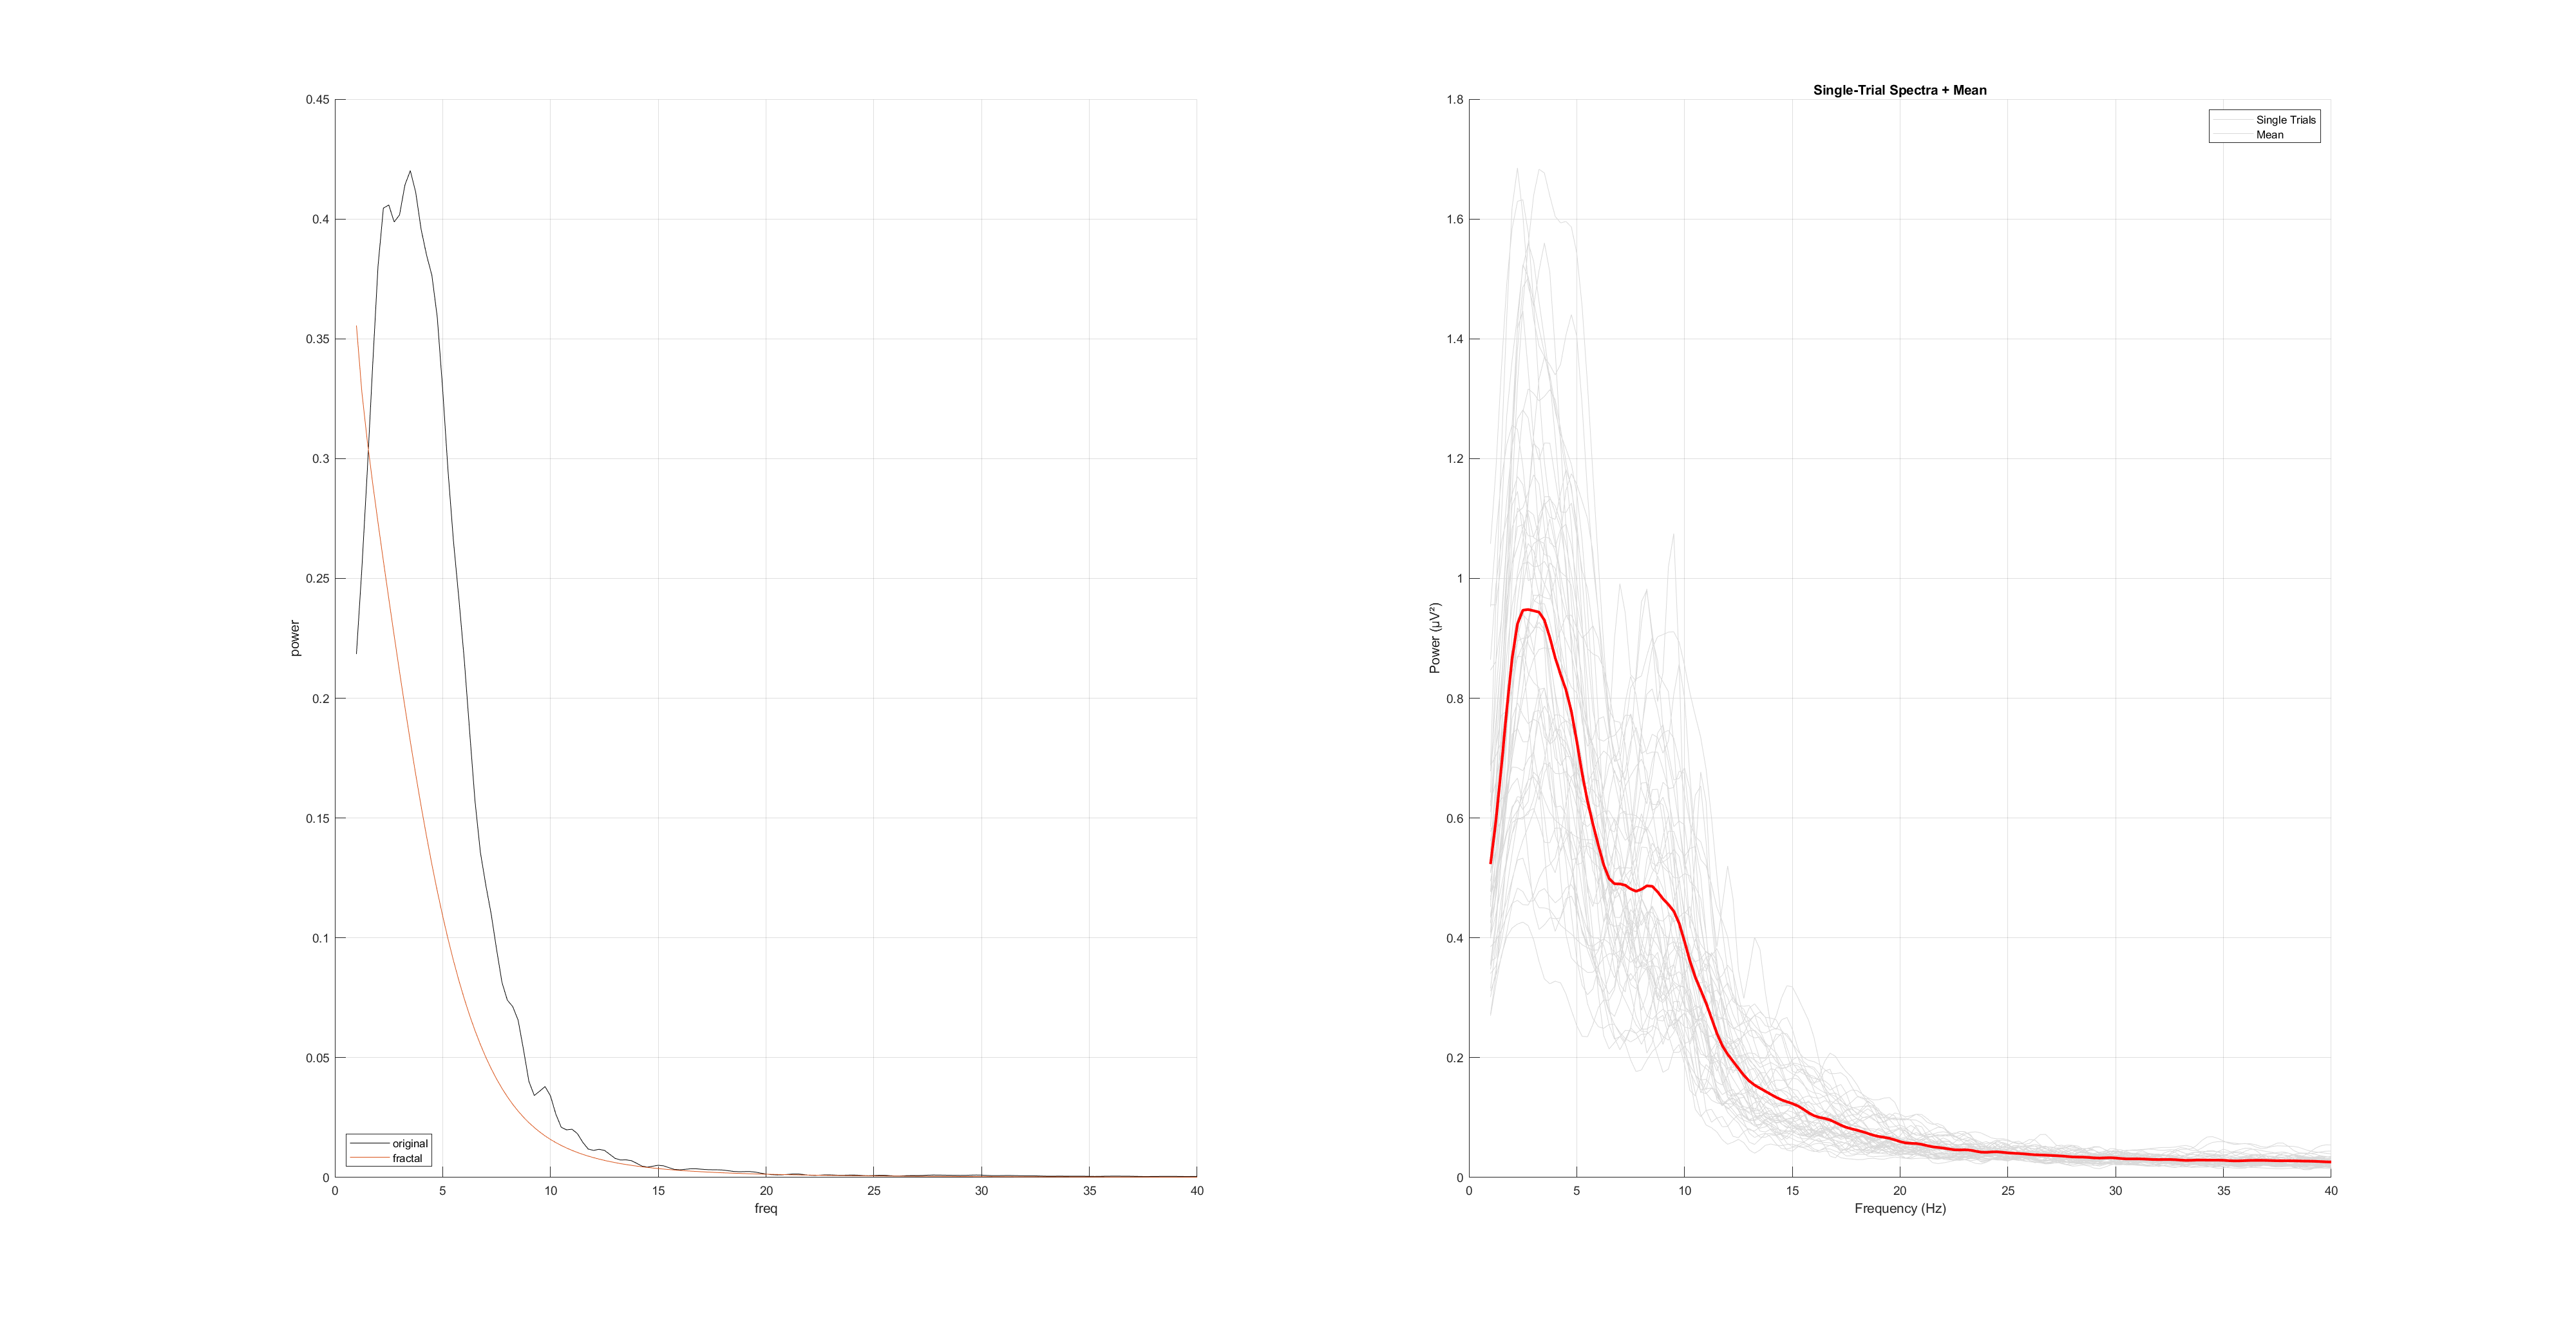 0.45
0.4
0.35
0.3
0.25
0.2
0.15
0.1
0.05
0
power
original
fractal
0 5 10 15 20 25 30 35 40
freq
Single-Trial Spectra + Mean
1.8
1.6
1.4
1.2
1
0.8
0.6
0.4
0.2
0
Power (µV²)
Single Trials
Mean
0 5 10 15 20 25 30 35 40
Frequency (Hz)